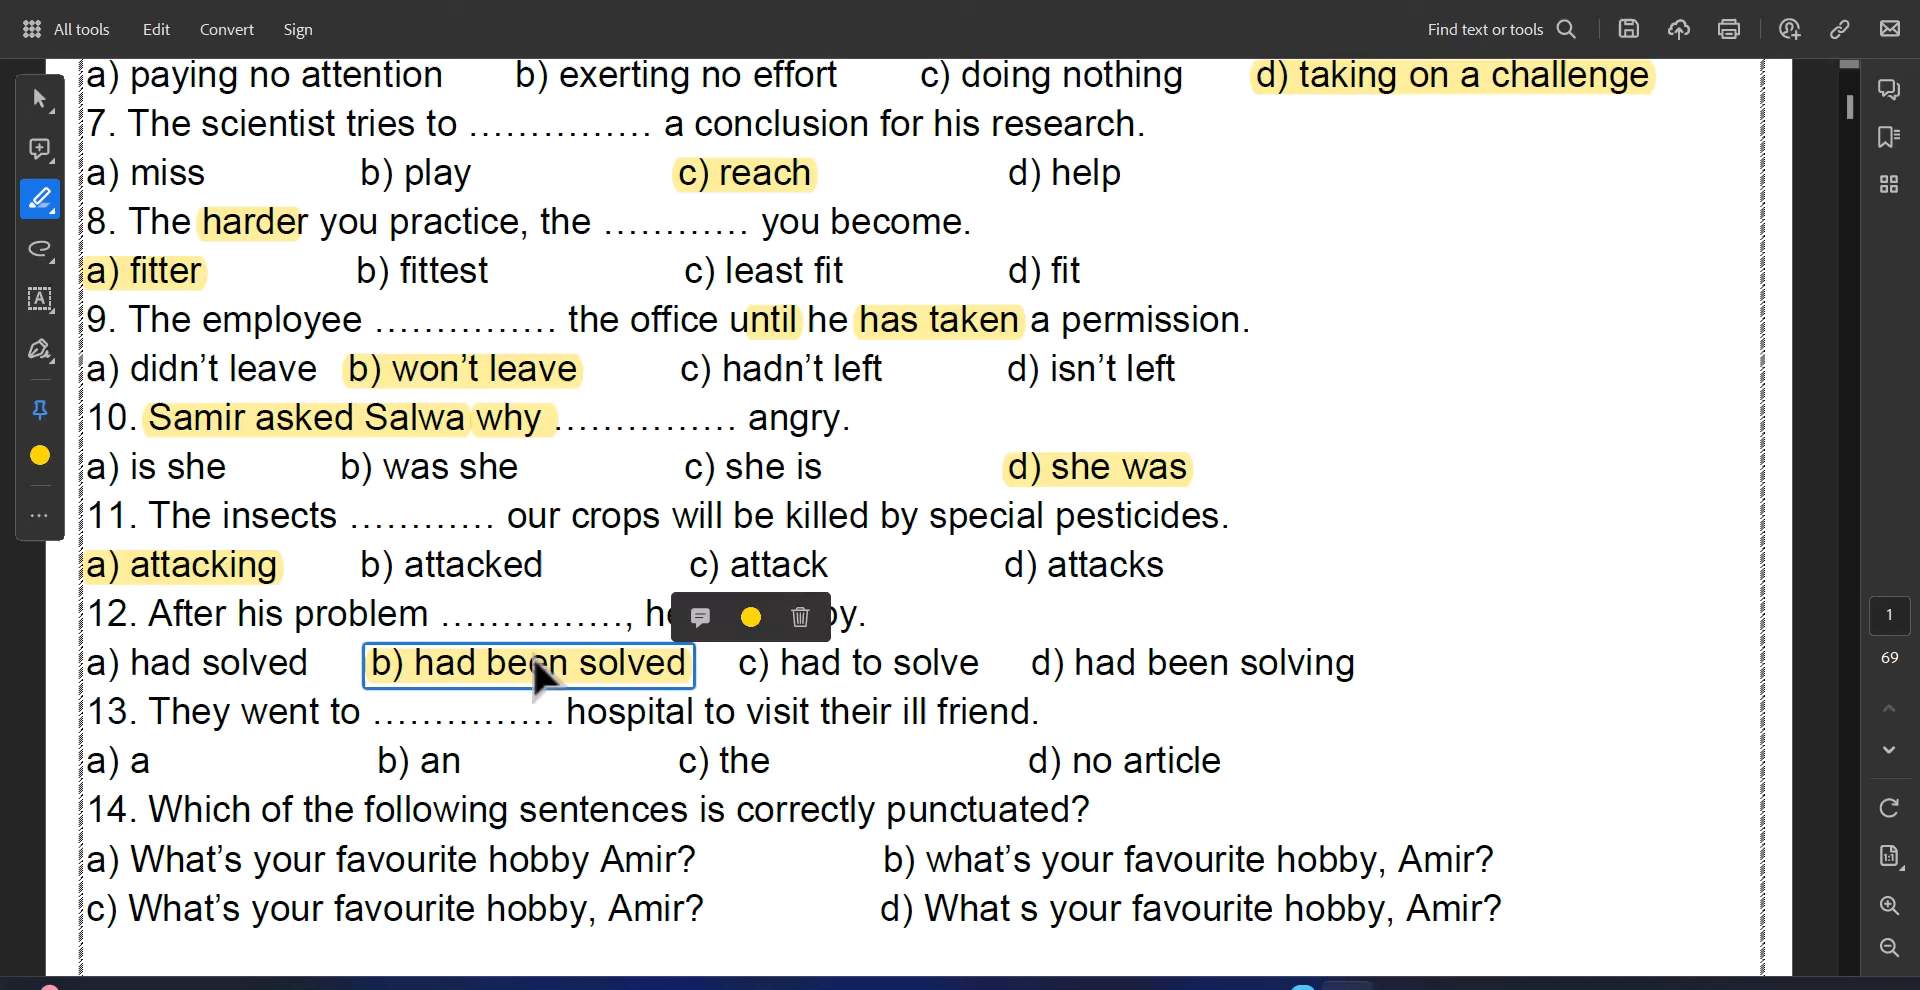 All tools Edit Convert Sign Find text or tools
a) paying no attention b) exerting no effort c) doing nothing d) taking on a challenge
7. The scientist tries to ............... a conclusion for his research.
a) miss b) play c) reach d) help
8. The harder you practice, the ............ you become.
a) fitter b) fittest c) least fit d) fit
9. The employee ............... the office until he has taken a permission.
a) didn’t leave b) won’t leave c) hadn’t left d) isn’t left
10. Samir asked Salwa why ............... angry.
a) is she b) was she c) she is d) she was
11. The insects ............ our crops will be killed by special pesticides.
a) attacking b) attacked c) attack d) attacks
12. After his problem ...............,
a) had solved b) had been solved c) had to solve d) had been solving
13. They went to ............... hospital to visit their ill friend.
a) a b) an c) the d) no article
14. Which of the following sentences is correctly punctuated?
a) What’s your favourite hobby Amir? b) what’s your favourite hobby, Amir?
c) What’s your favourite hobby, Amir? d) What s your favourite hobby, Amir?
1
69